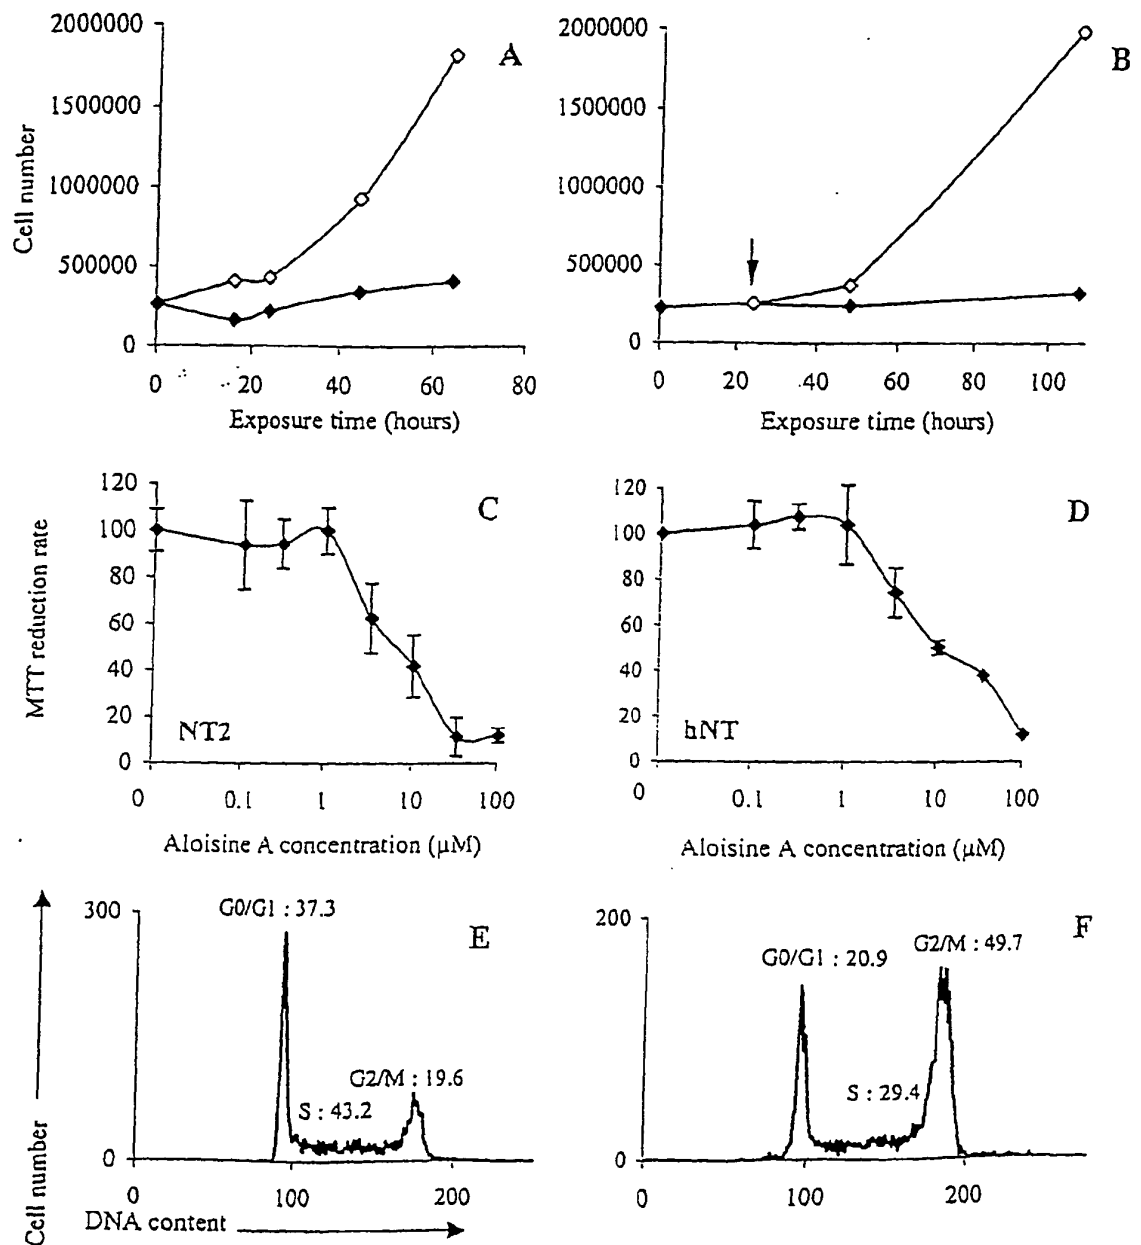 2000000
1500000
1000000
500000
0
Cell number
A
0 20 40 60 80
Exposure time (hours)
2000000
1500000
1000000
500000
0
B
0 20 40 60 80 100
Exposure time (hours)
120
100
80
60
40
20
0
MTT reduction rate
C
NT2
0 0.1 1 10 100
Aloisine A concentration (µM)
120
100
80
60
40
20
0
D
hNT
0 0.1 1 10 100
Aloisine A concentration (µM)
300
0
Cell number
G0/G1 : 37.3
E
G2/M : 19.6
S : 43.2
0 100 200
DNA content
200
0
F
G2/M : 49.7
G0/G1 : 20.9
S : 29.4
0 100 200